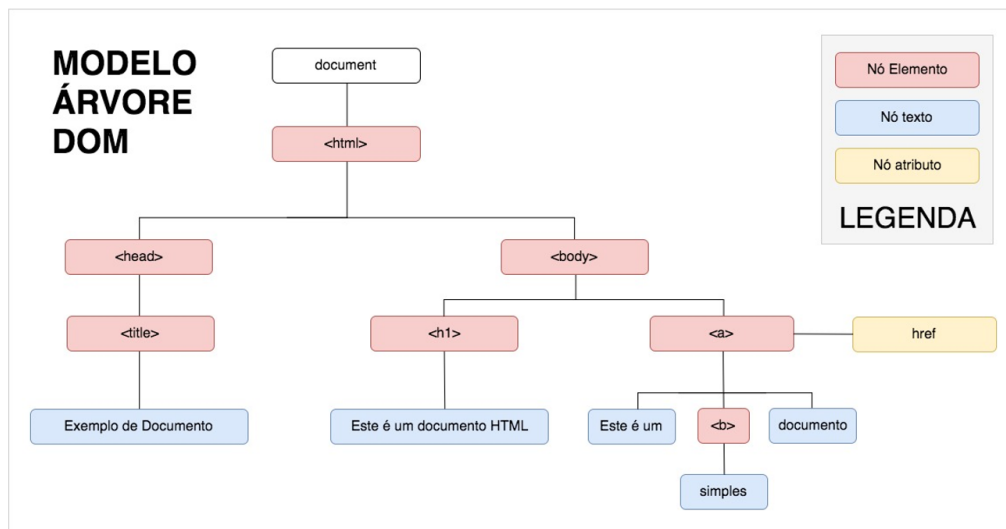 MODELO
ÁRVORE
DOM
document
<html>
<head>
<body>
<title>
<h1>
<a>
href
Exemplo de Documento
Este é um documento HTML
Este é um
<b>
documento
simples
Nó Elemento
Nó texto
Nó atributo
LEGENDA